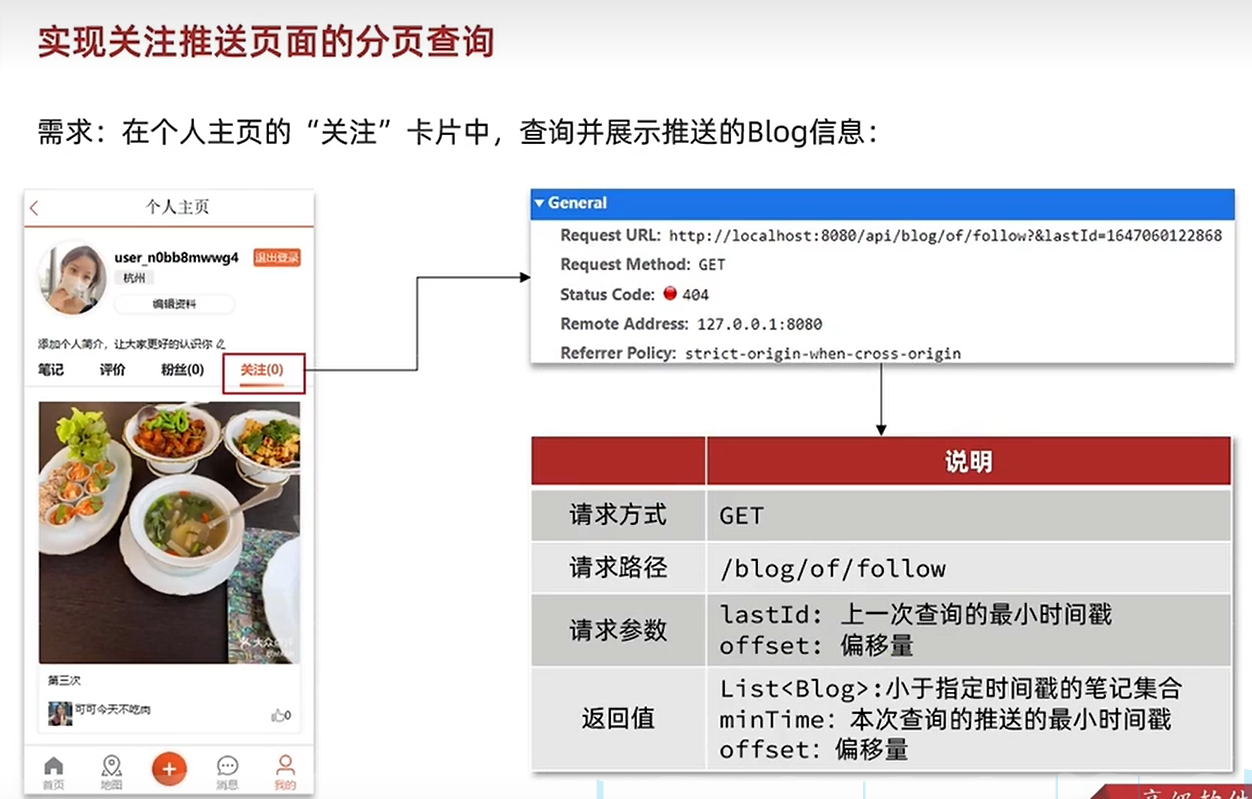 实现关注推送页面的分页查询
需求：在个人主页的“关注”卡片中，查询并展示推送的Blog信息：
个人主页
user_n0bb8mwwg4
退出登录
杭州
编辑资料
添加个人简介，让大家更好的认识你
笔记 评价 粉丝(0) 关注(0)
大众点评
第三次
可可今天不吃肉
0
首页 地图 消息 我的
General
Request URL: http://localhost:8080/api/blog/of/follow?&lastId=1647060122868
Request Method: GET
Status Code: 404
Remote Address: 127.0.0.1:8080
Referrer Policy: strict-origin-when-cross-origin
说明
请求方式 GET
请求路径 /blog/of/follow
请求参数
lastId: 上一次查询的最小时间戳
offset: 偏移量
返回值
List<Blog>:小于指定时间戳的笔记集合
minTime: 本次查询的推送的最小时间戳
offset: 偏移量
高级软件